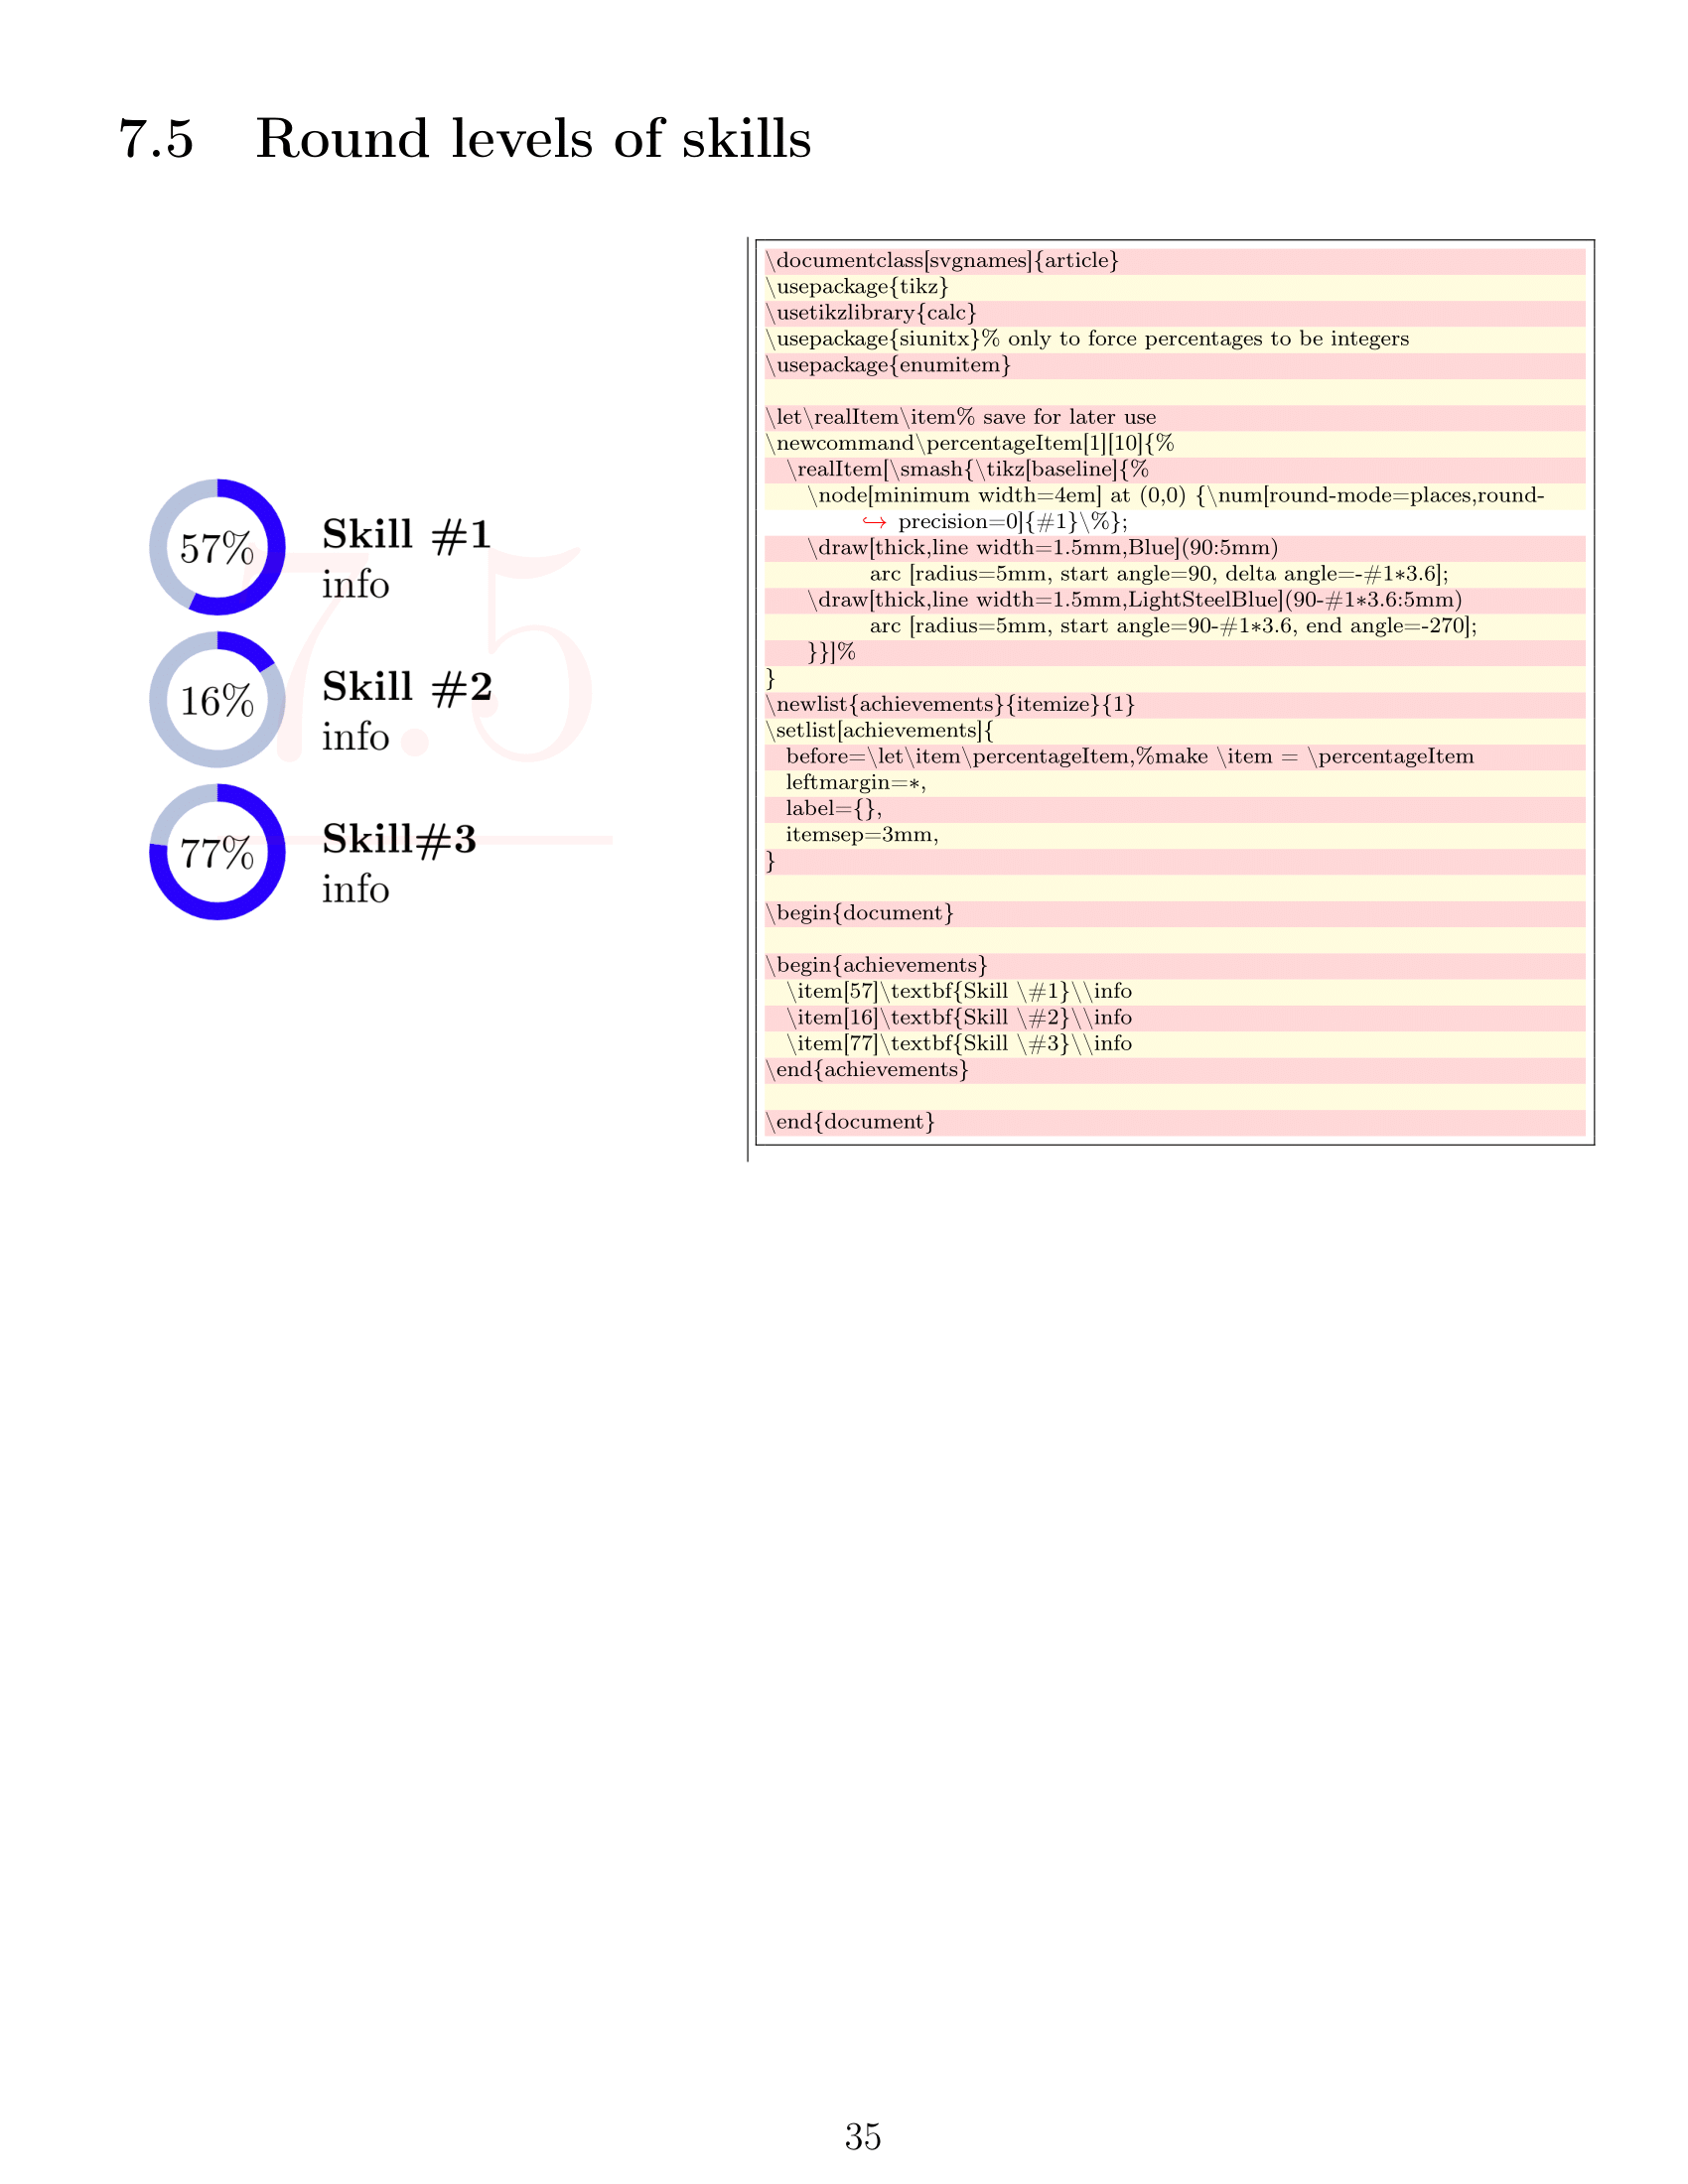 7.5 Round levels of skills
57%
Skill #1
info
16%
Skill #2
info
77%
Skill#3
info
7.5
\documentclass[svgnames]{article}
\usepackage{tikz}
\usetikzlibrary{calc}
\usepackage{siunitx}% only to force percentages to be integers
\usepackage{enumitem}

\let\realItem\item% save for later use
\newcommand\percentageItem[1][10]{%
  \realItem[\smash{\tikz[baseline]{%
    \node[minimum width=4em] at (0,0) {\num[round-mode=places,round-
        ↪ precision=0]{#1}\%};
    \draw[thick,line width=1.5mm,Blue](90:5mm)
          arc [radius=5mm, start angle=90, delta angle=-#1*3.6];
    \draw[thick,line width=1.5mm,LightSteelBlue](90-#1*3.6:5mm)
          arc [radius=5mm, start angle=90-#1*3.6, end angle=-270];
    }}]%
}
\newlist{achievements}{itemize}{1}
\setlist[achievements]{
  before=\let\item\percentageItem,%make \item = \percentageItem
  leftmargin=*,
  label={},
  itemsep=3mm,
}

\begin{document}

\begin{achievements}
  \item[57]\textbf{Skill \#1}\\info
  \item[16]\textbf{Skill \#2}\\info
  \item[77]\textbf{Skill \#3}\\info
\end{achievements}

\end{document}
35